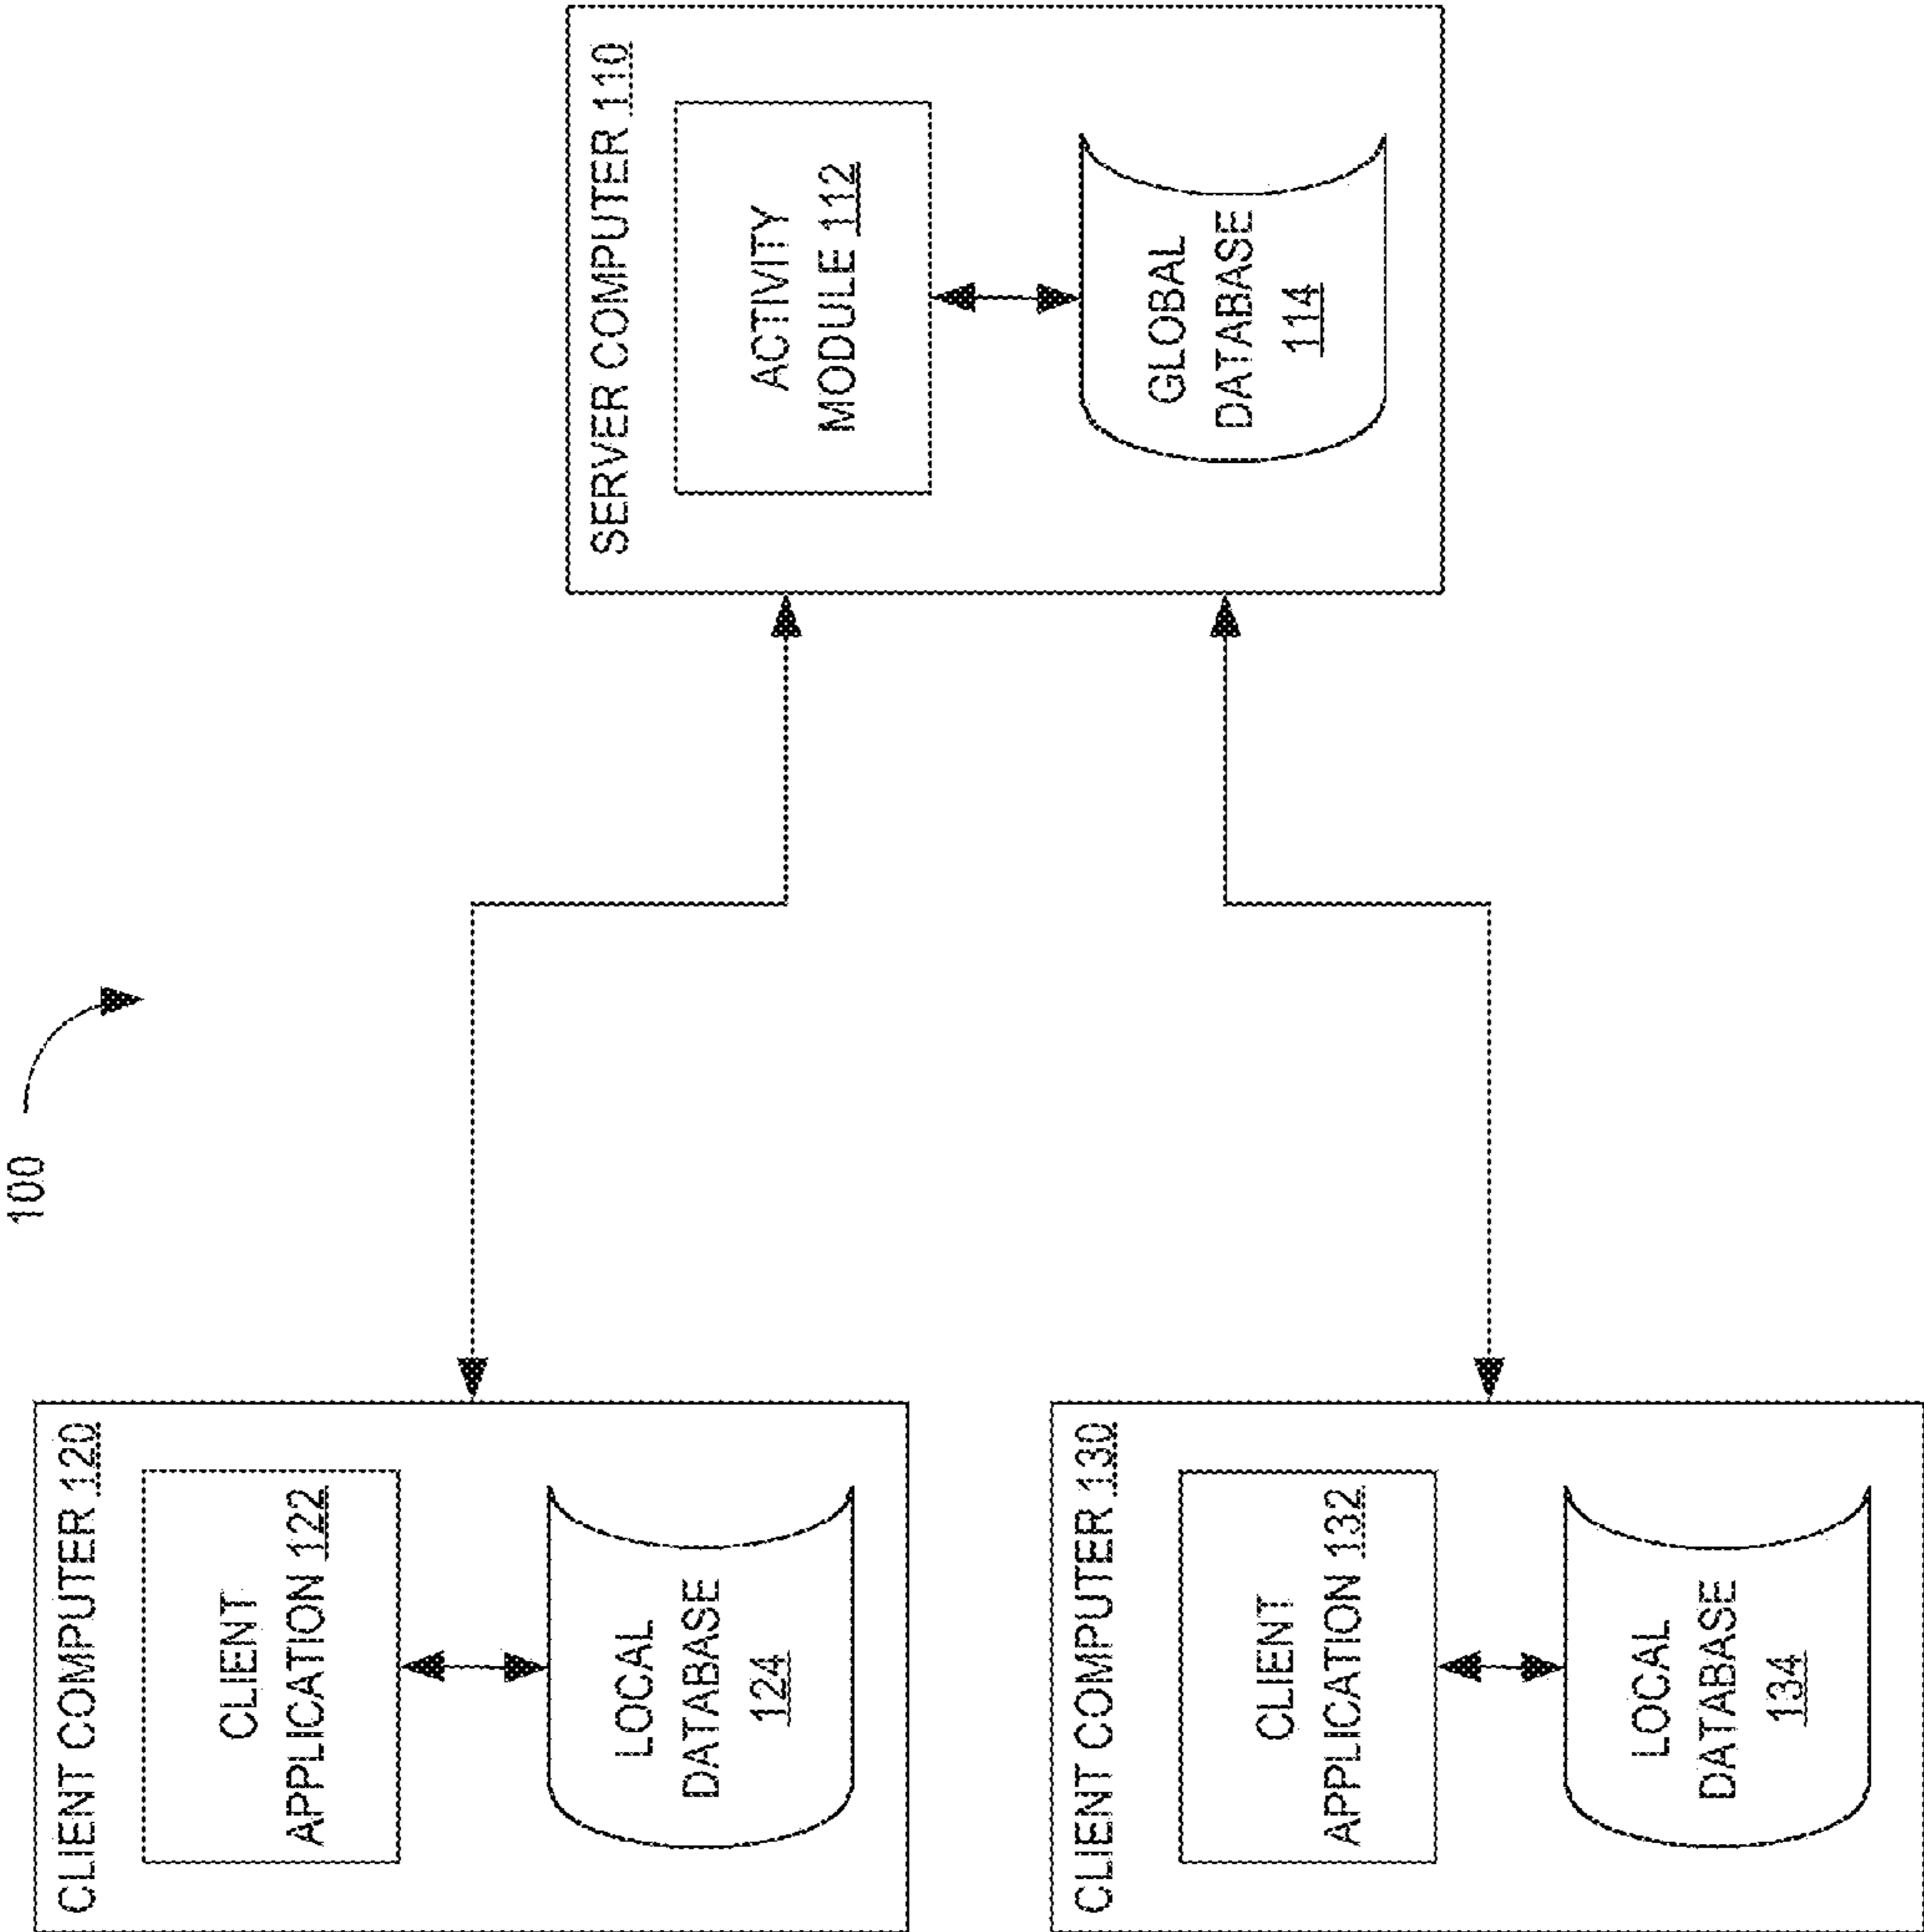 100
CLIENT COMPUTER 120
CLIENT
APPLICATION 122
LOCAL
DATABASE
124
CLIENT COMPUTER 130
CLIENT
APPLICATION 132
LOCAL
DATABASE
134
SERVER COMPUTER 110
ACTIVITY
MODULE 112
GLOBAL
DATABASE
114